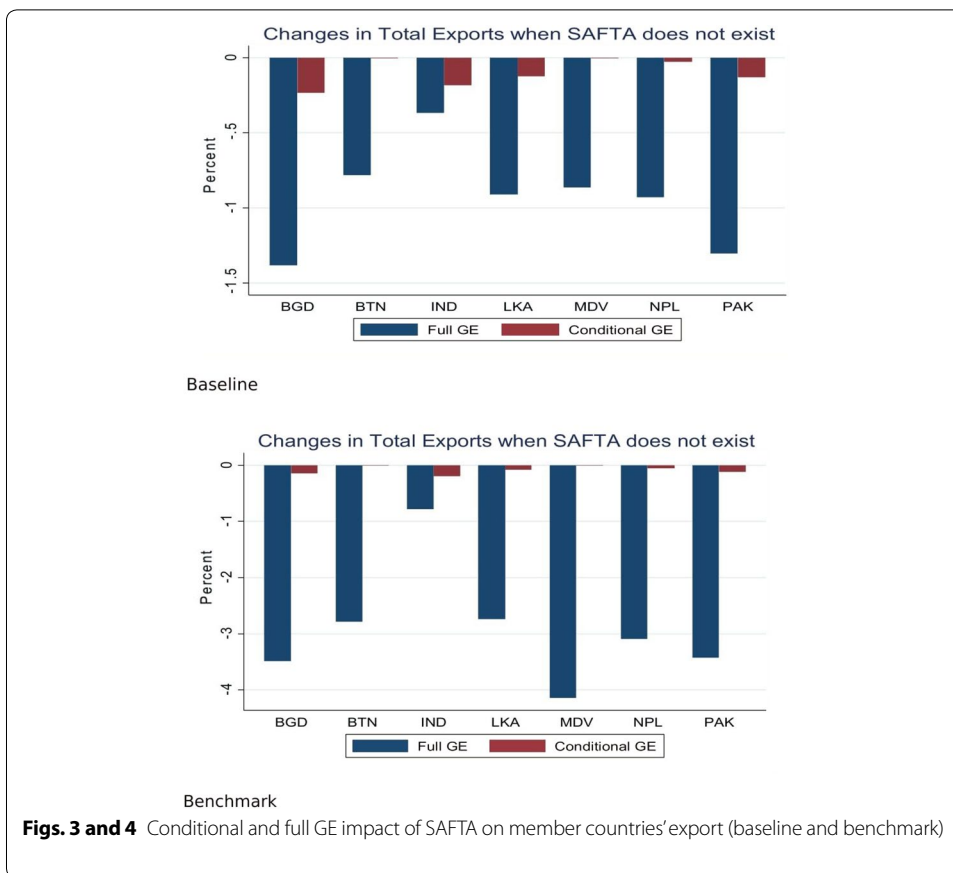 Changes in Total Exports when SAFTA does not exist
Percent
0
-.5
-1
-1.5
BGD BTN IND LKA MDV NPL PAK
Full GE Conditional GE
Baseline
Changes in Total Exports when SAFTA does not exist
Percent
0
-1
-2
-3
-4
BGD BTN IND LKA MDV NPL PAK
Full GE Conditional GE
Benchmark
Figs. 3 and 4 Conditional and full GE impact of SAFTA on member countries' export (baseline and benchmark)